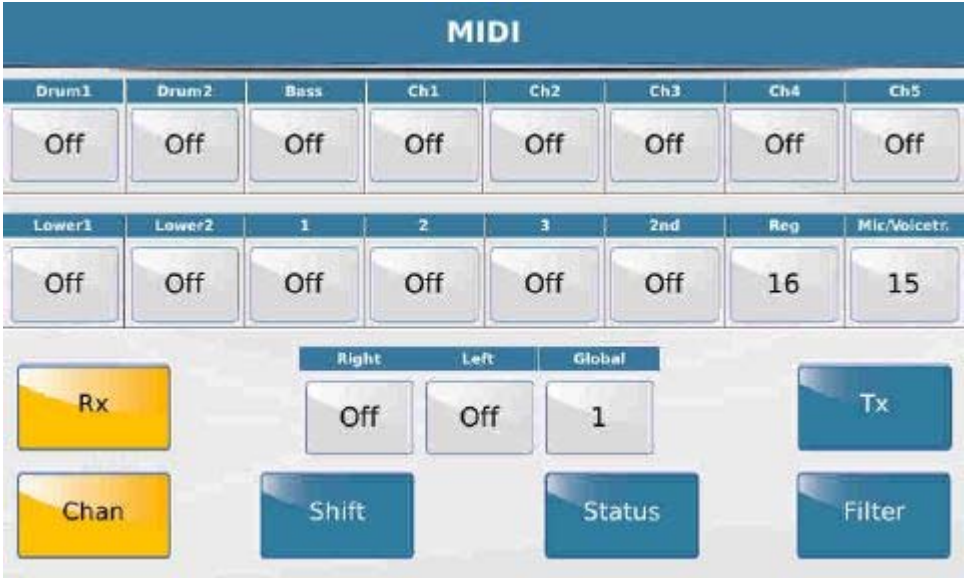 MIDI
Drum1 Drum2 Bass Ch1 Ch2 Ch3 Ch4 Ch5
Off Off Off Off Off Off Off Off
Lower1 Lower2 1 2 3 2nd Reg Mic/Voicetr.
Off Off Off Off Off Off 16 15
Right Left Global
Rx Off Off 1 Tx
Chan Shift Status Filter